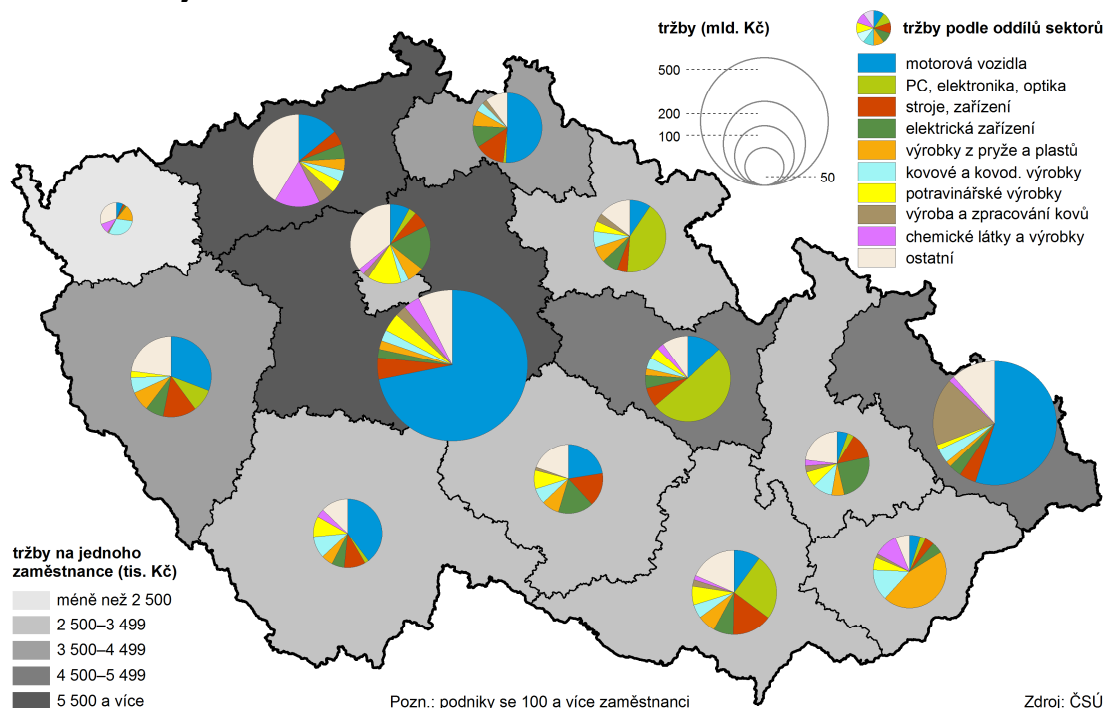 tržby (mld. Kč)
500
200
100
50
tržby podle oddílů sektorů
motorová vozidla
PC, elektronika, optika
stroje, zařízení
elektrická zařízení
výrobky z pryže a plastů
kovové a kovod. výrobky
potravinářské výrobky
výroba a zpracování kovů
chemické látky a výrobky
ostatní
tržby na jednoho
zaměstnance (tis. Kč)
méně než 2 500
2 500–3 499
3 500–4 499
4 500–5 499
5 500 a více
Pozn.: podniky se 100 a více zaměstnanci
Zdroj: ČSÚ